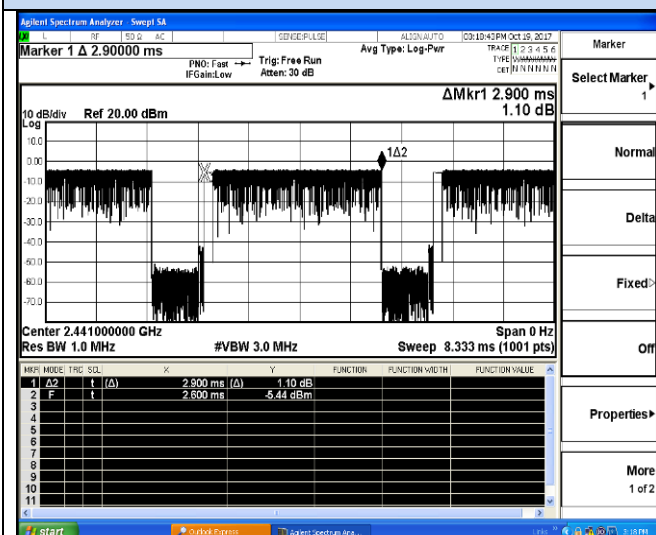 Agilent Spectrum Analyzer - Swept SA
L RF 50 Ω AC SENSE:PULSE ALIGN AUTO 03:18:43 PM Oct 19, 2017
Marker 1 Δ 2.90000 ms
Avg Type: Log-Pwr
TRACE 1 2 3 4 5 6
TYPE
DET N N N N N N
PNO: Fast
IFGain:Low
Trig: Free Run
Atten: 30 dB
ΔMkr1 2.900 ms
1.10 dB
10 dB/div Ref 20.00 dBm
Log
10.0
0.00
-10.0
-20.0
-30.0
-40.0
-50.0
-60.0
-70.0
1Δ2
Center 2.441000000 GHz Span 0 Hz
Res BW 1.0 MHz #VBW 3.0 MHz Sweep 8.333 ms (1001 pts)
MKR MODE TRC SCL X Y FUNCTION FUNCTION WIDTH FUNCTION VALUE
1 Δ2 t (Δ) 2.900 ms (Δ) 1.10 dB
2 F t 2.600 ms -5.44 dBm
3
4
5
6
7
8
9
10
11
Marker
Select Marker
1
Normal
Delta
Fixed
Off
Properties
More
1 of 2
start Outlook Express Agilent Spectrum Ana... Links 3:18 PM